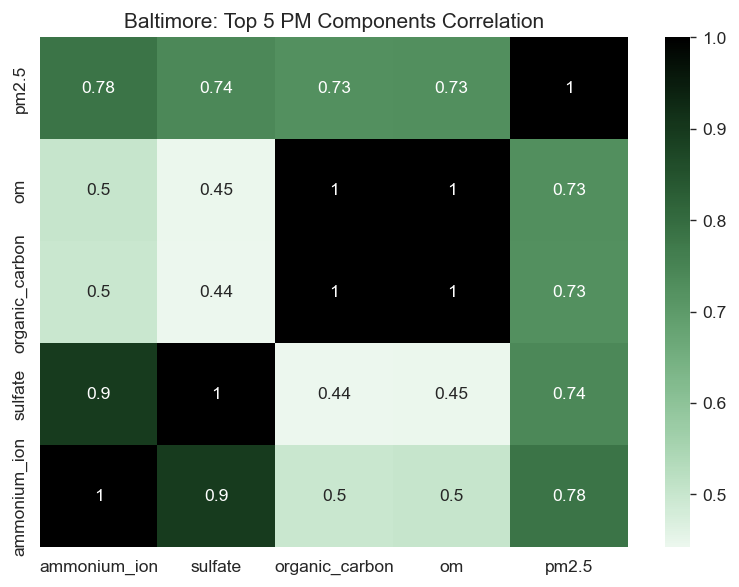 Baltimore: Top 5 PM Components Correlation
pm2.5
0.78 0.74 0.73 0.73 1
om
0.5 0.45 1 1 0.73
organic_carbon
0.5 0.44 1 1 0.73
sulfate
0.9 1 0.44 0.45 0.74
ammonium_ion
1 0.9 0.5 0.5 0.78
ammonium_ion sulfate organic_carbon om pm2.5
1.0
0.9
0.8
0.7
0.6
0.5